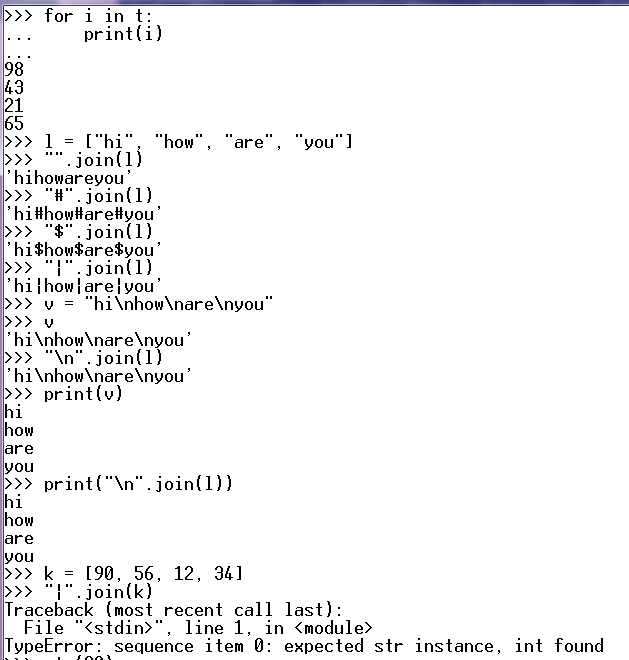 >>> for i in t:
...     print(i)
...
98
43
21
65
>>> l = ["hi", "how", "are", "you"]
>>> "".join(l)
'hihowareyou'
>>> "#".join(l)
'hi#how#are#you'
>>> "$".join(l)
'hi$how$are$you'
>>> "|".join(l)
'hi|how|are|you'
>>> v = "hi\nhow\nare\nyou"
>>> v
'hi\nhow\nare\nyou'
>>> "\n".join(l)
'hi\nhow\nare\nyou'
>>> print(v)
hi
how
are
you
>>> print("\n".join(l))
hi
how
are
you
>>> k = [90, 56, 12, 34]
>>> "|".join(k)
Traceback (most recent call last):
  File "<stdin>", line 1, in <module>
TypeError: sequence item 0: expected str instance, int found